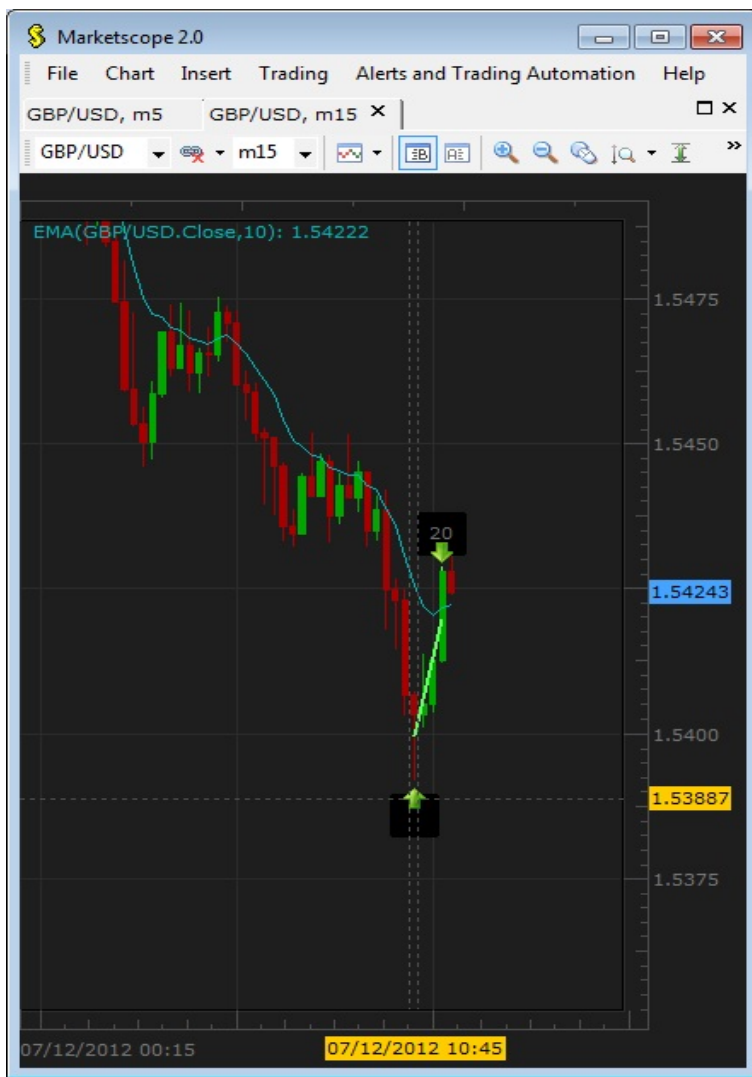 Marketscope 2.0
File Chart Insert Trading Alerts and Trading Automation Help
GBP/USD, m5 GBP/USD, m15
GBP/USD m15
EMA(GBP/USD.Close,10): 1.54222
1.5475
1.5450
20
1.54243
1.5400
1.53887
1.5375
07/12/2012 00:15 07/12/2012 10:45